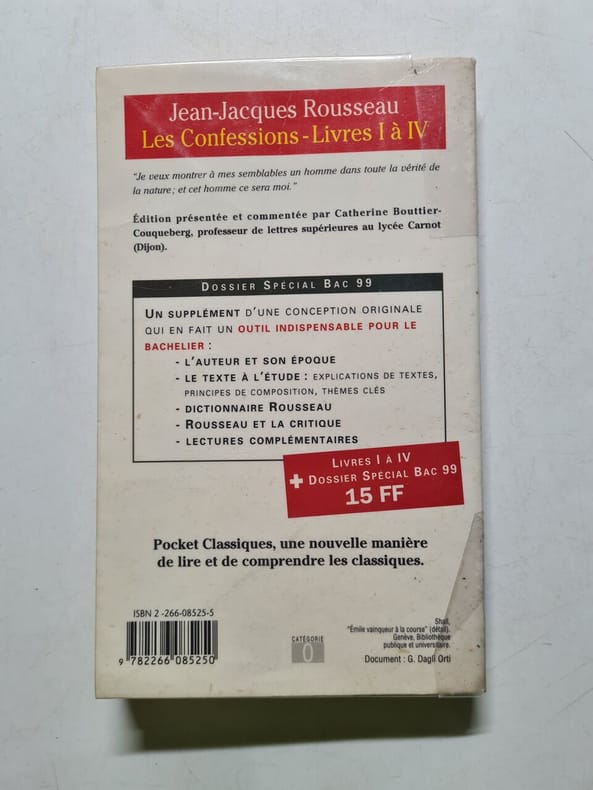 Jean-Jacques Rousseau
Les Confessions - Livres I à IV
"Je veux montrer à mes semblables un homme dans toute la vérité de
la nature; et cet homme ce sera moi."
Édition présentée et commentée par Catherine Bouttier-
Couqueberg, professeur de lettres supérieures au lycée Carnot
(Dijon).
DOSSIER SPÉCIAL BAC 99
UN SUPPLÉMENT D'UNE CONCEPTION ORIGINALE
QUI EN FAIT UN OUTIL INDISPENSABLE POUR LE
BACHELIER :
- L'AUTEUR ET SON ÉPOQUE
- LE TEXTE À L'ÉTUDE : EXPLICATIONS DE TEXTES,
PRINCIPES DE COMPOSITION, THÈMES CLÉS
- DICTIONNAIRE ROUSSEAU
- ROUSSEAU ET LA CRITIQUE
- LECTURES COMPLÉMENTAIRES
LIVRES I À IV
+ DOSSIER SPÉCIAL BAC 99
15 FF
Pocket Classiques, une nouvelle manière
de lire et de comprendre les classiques.
ISBN 2 -266-08525-5
9 782266 085250
CATÉGORIE
0
Shall,
"Émile vainqueur à la course" (détail).
Genève, Bibliothèque
publique et universitaire.
Document : G. Dagli Orti